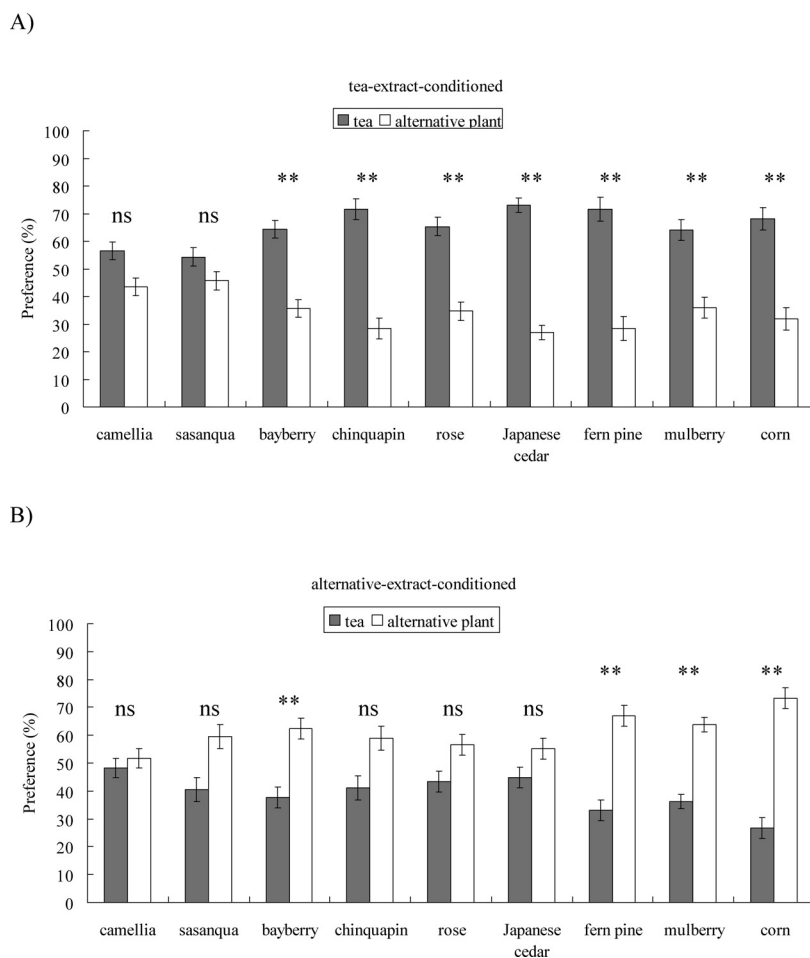 A)
tea-extract-conditioned
tea alternative plant
Preference (%)
100
90
80
70
60
50
40
30
20
10
0
ns ns ** ** ** ** ** ** **
camellia sasanqua bayberry chinquapin rose Japanese cedar fern pine mulberry corn
B)
alternative-extract-conditioned
tea alternative plant
Preference (%)
100
90
80
70
60
50
40
30
20
10
0
ns ns ** ns ns ns ** ** **
camellia sasanqua bayberry chinquapin rose Japanese cedar fern pine mulberry corn